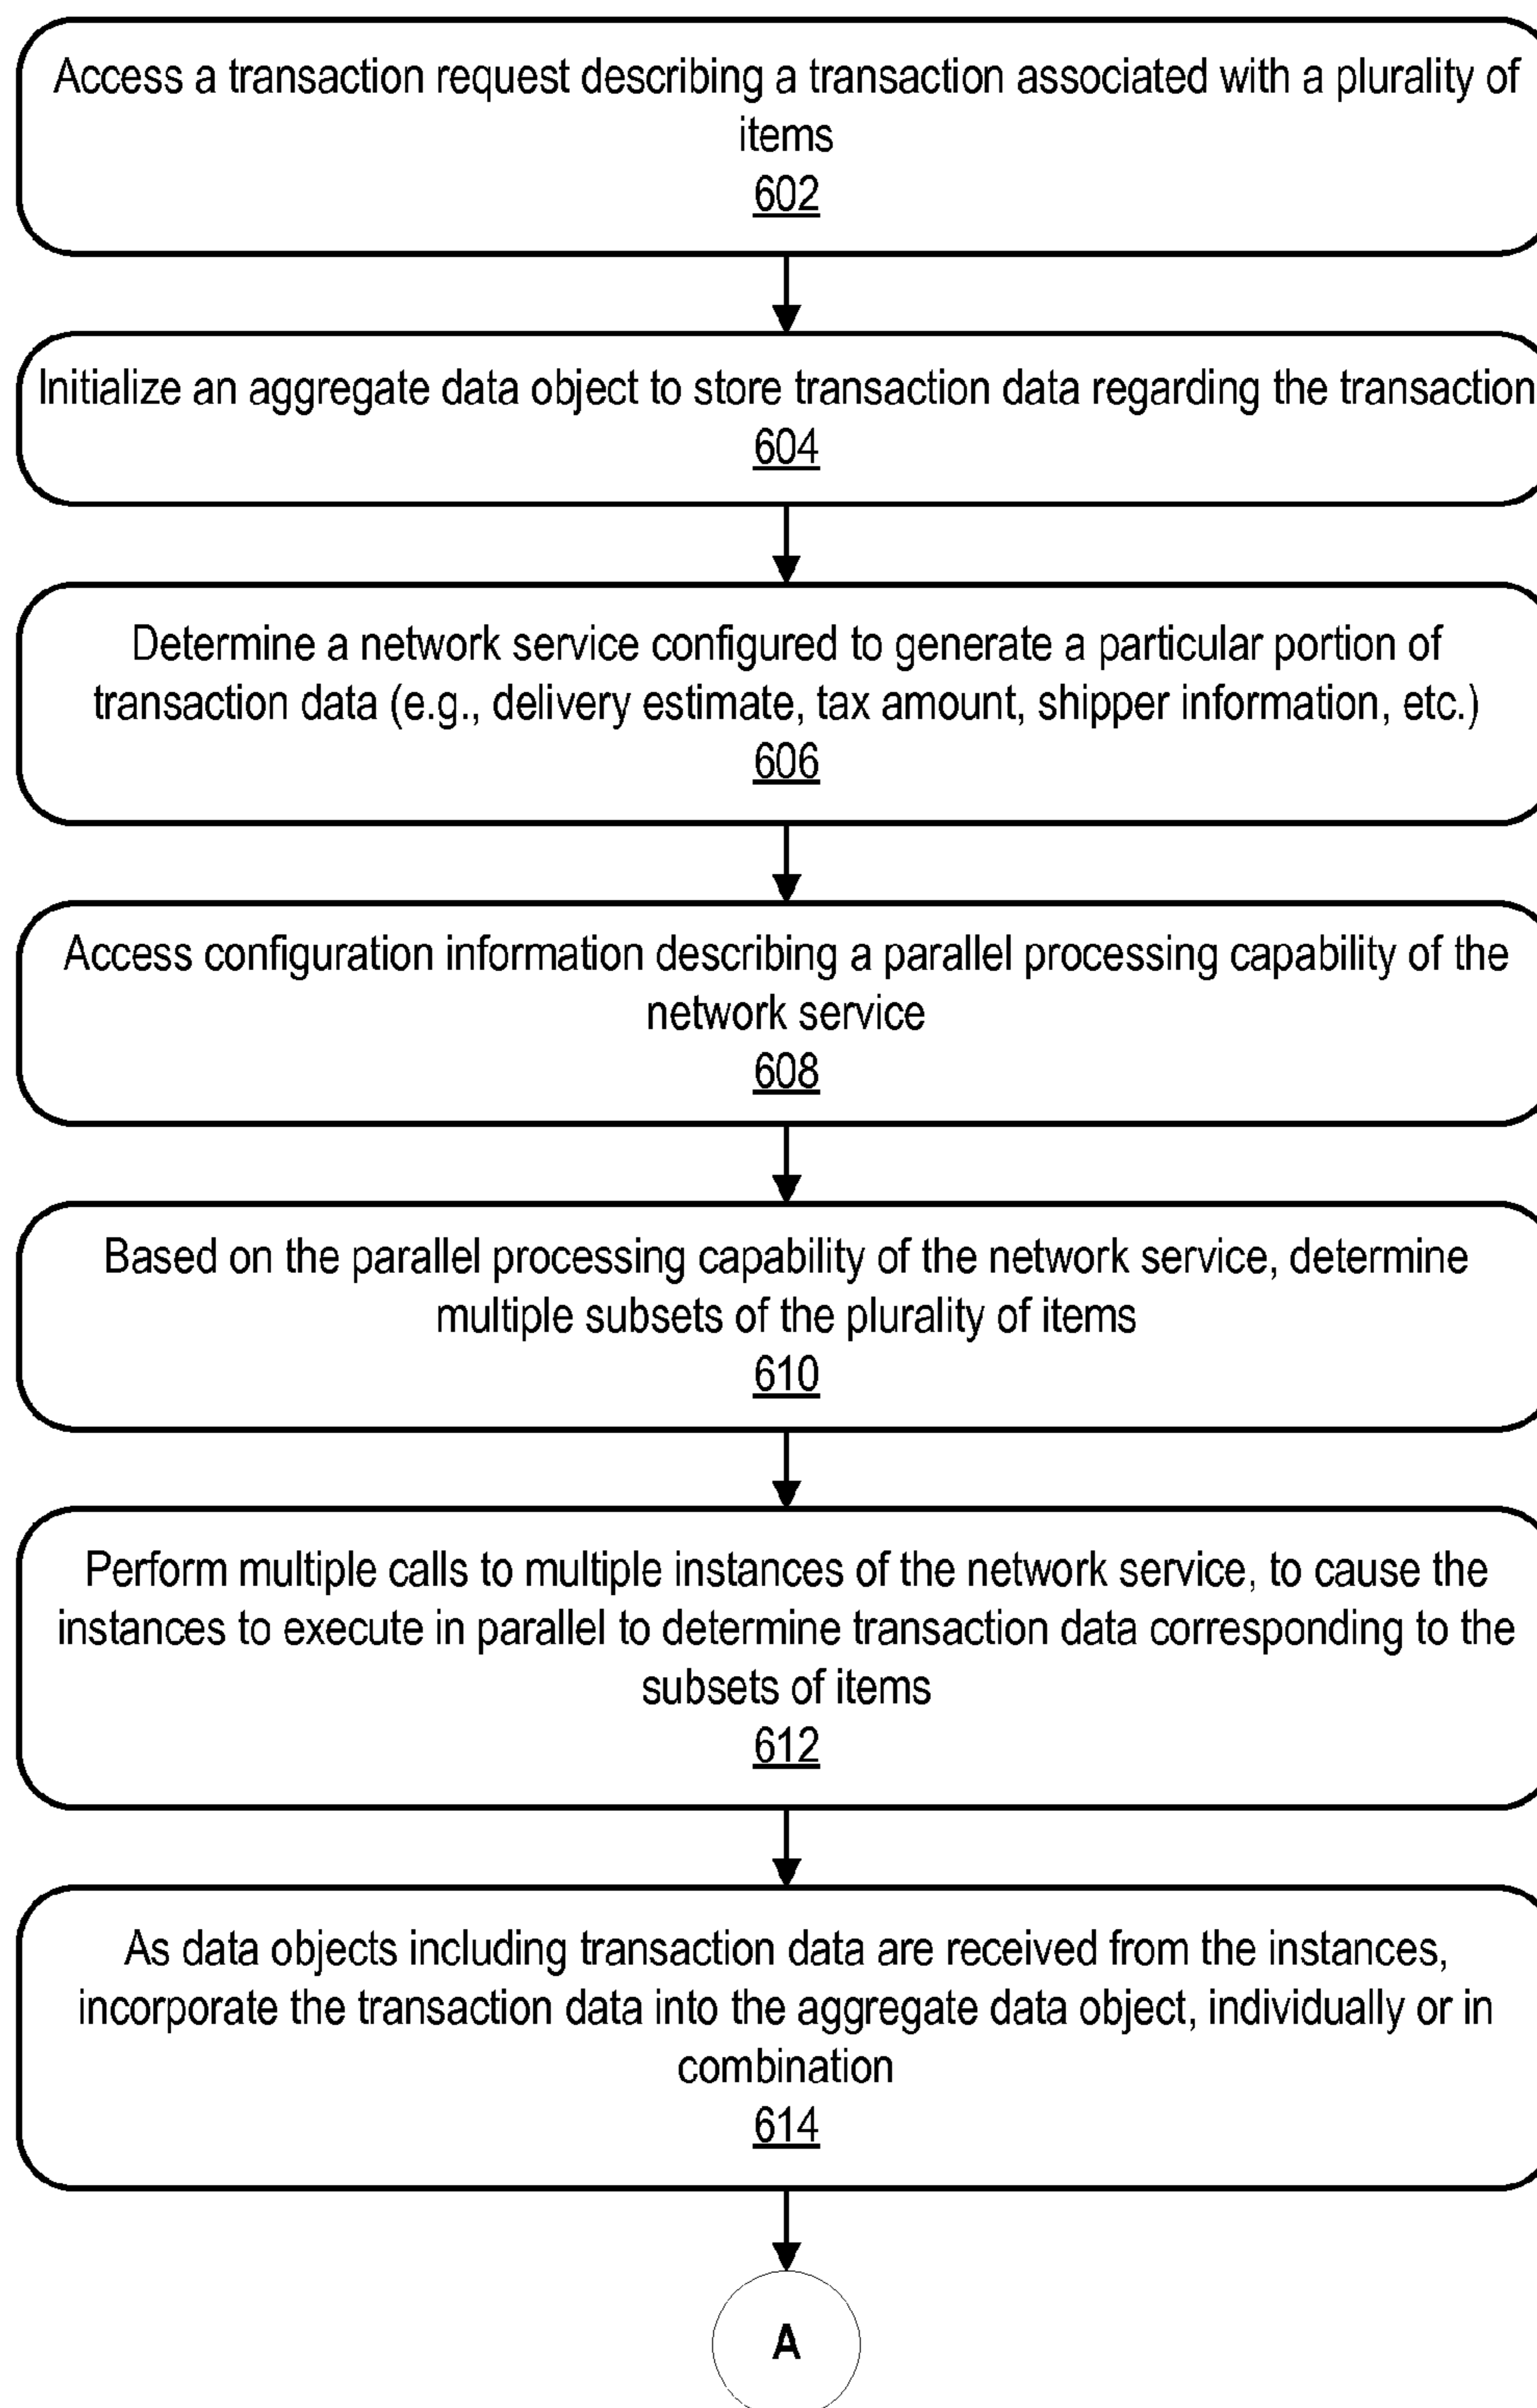 Access a transaction request describing a transaction associated with a plurality of
items
602
Initialize an aggregate data object to store transaction data regarding the transaction
604
Determine a network service configured to generate a particular portion of
transaction data (e.g., delivery estimate, tax amount, shipper information, etc.)
606
Access configuration information describing a parallel processing capability of the
network service
608
Based on the parallel processing capability of the network service, determine
multiple subsets of the plurality of items
610
Perform multiple calls to multiple instances of the network service, to cause the
instances to execute in parallel to determine transaction data corresponding to the
subsets of items
612
As data objects including transaction data are received from the instances,
incorporate the transaction data into the aggregate data object, individually or in
combination
614
A